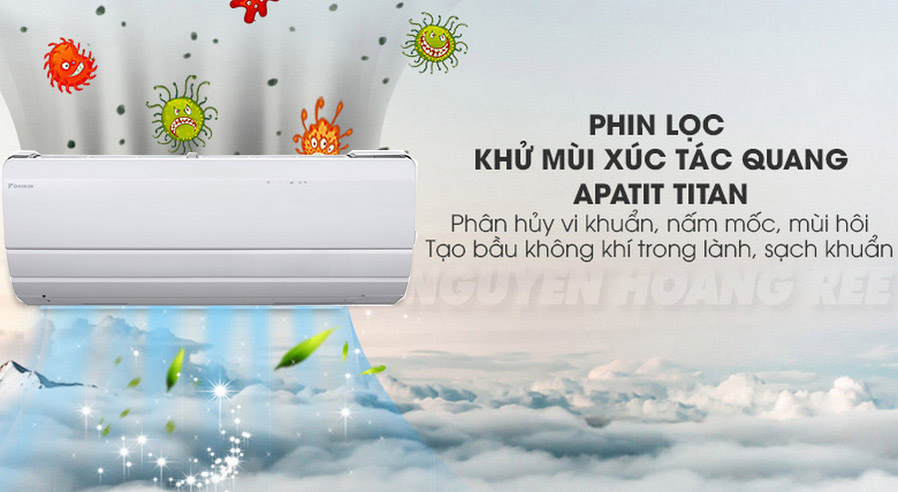 DAIKIN
PHIN LỌC
KHỬ MÙI XÚC TÁC QUANG
APATIT TITAN
Phân hủy vi khuẩn, nấm mốc, mùi hôi
Tạo bầu không khí trong lành, sạch khuẩn
NGUYEN HOANG REE